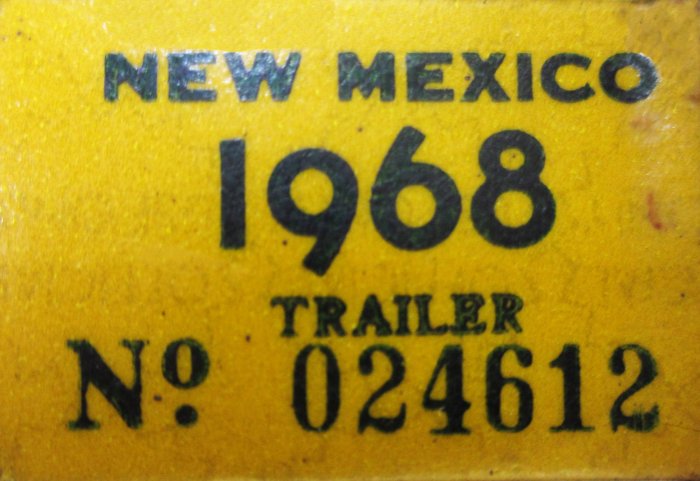 NEW MEXICO
1968
TRAILER
Nº. 024612